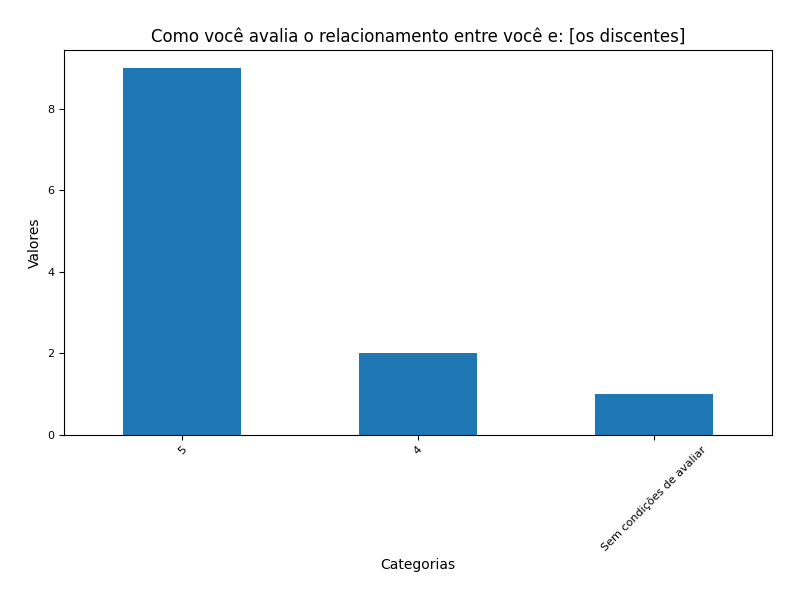 Como você avalia o relacionamento entre você e: [os discentes]
Valores
8
6
4
2
0
5
4
Sem condições de avaliar
Categorias